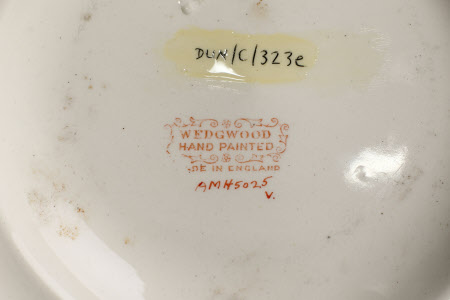 DUN/C/323e
WEDGWOOD
HAND PAINTED
DE IN ENGLAND
AMH5025
V.